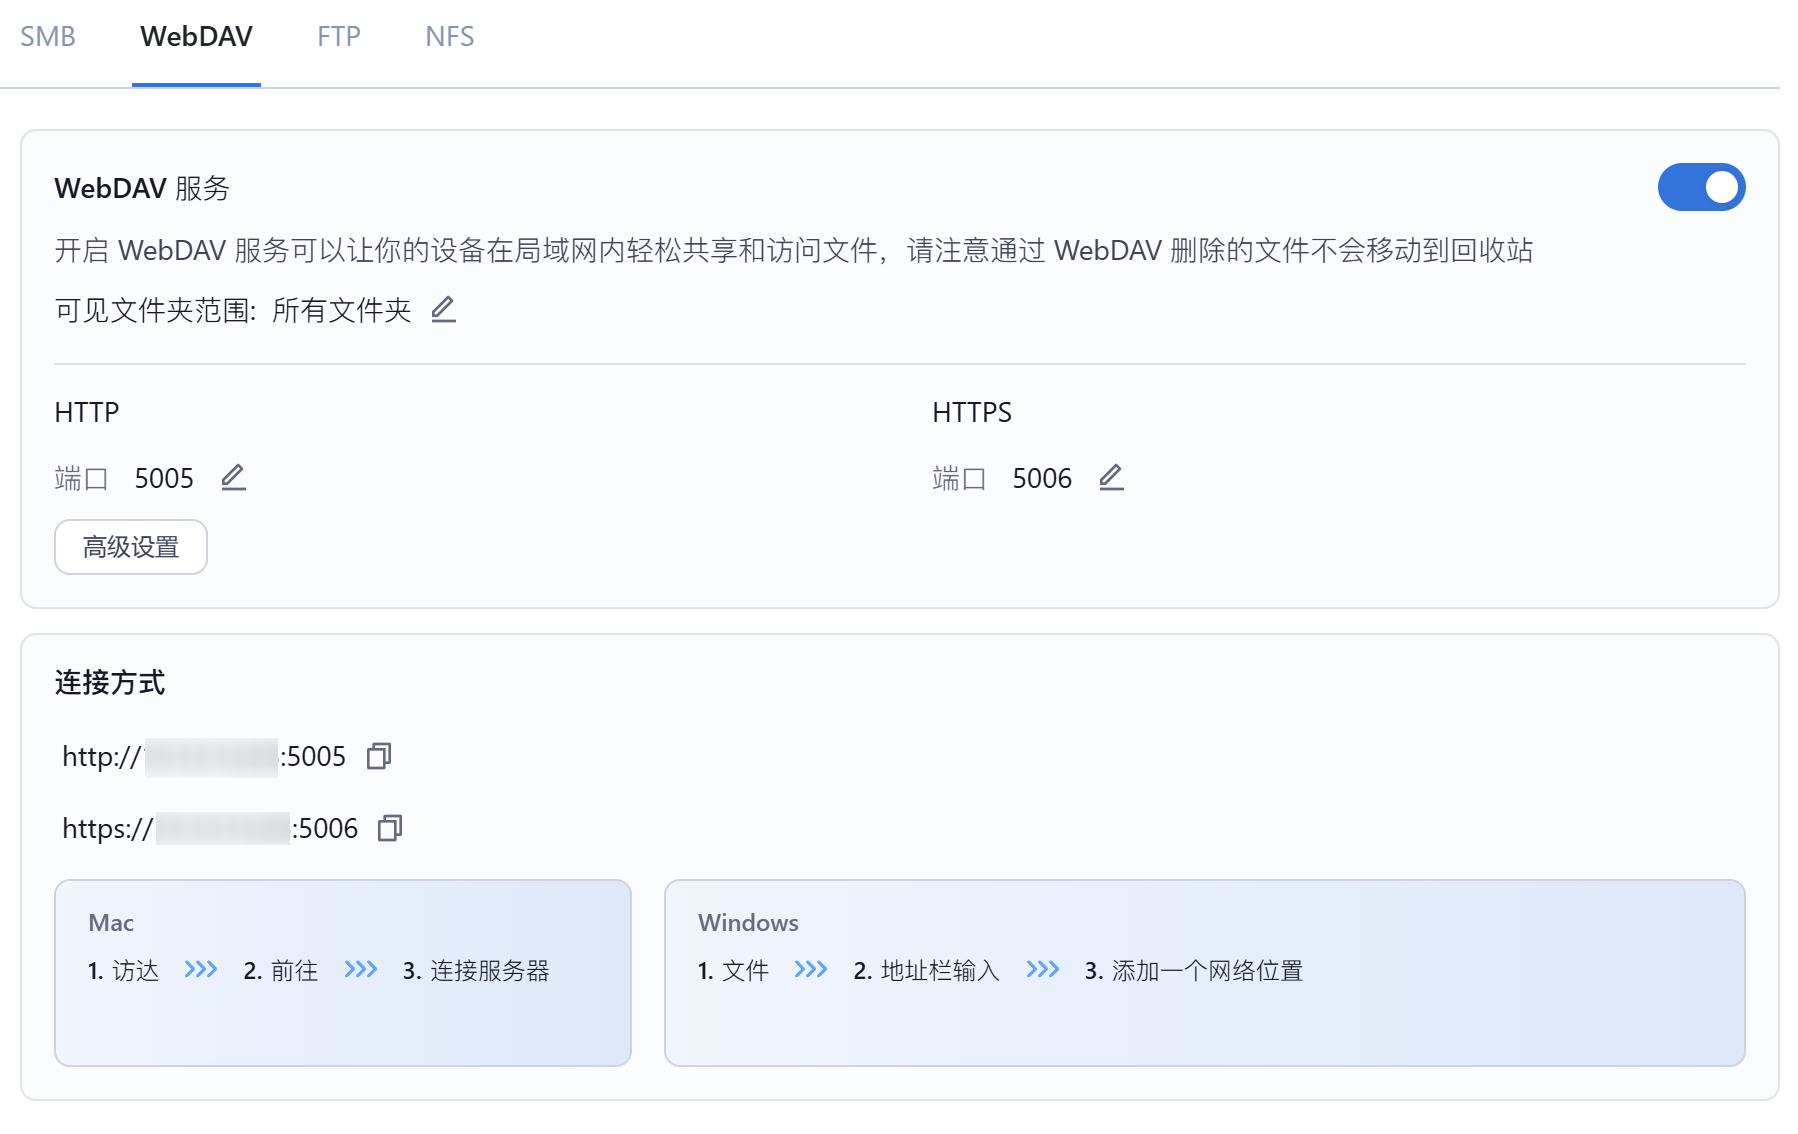 SMB WebDAV FTP NFS
WebDAV 服务
开启 WebDAV 服务可以让你的设备在局域网内轻松共享和访问文件，请注意通过 WebDAV 删除的文件不会移动到回收站
可见文件夹范围: 所有文件夹
HTTP HTTPS
端口 5005 端口 5006
高级设置
连接方式
http:// :5005
https:// :5006
Mac Windows
1. 访达 >>> 2. 前往 >>> 3. 连接服务器 1. 文件 >>> 2. 地址栏输入 >>> 3. 添加一个网络位置